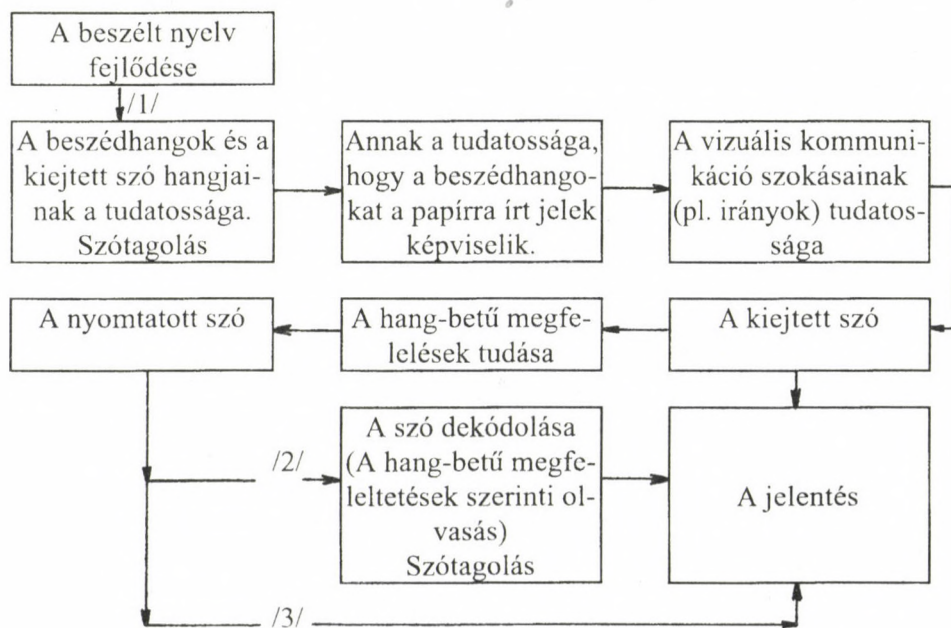 A beszélt nyelv
fejlődése
/1/
A beszédhangok és a
kiejtett szó hangjai-
nak a tudatossága.
Szótagolás
Annak a tudatossága,
hogy a beszédhango-
kat a papírra írt jelek
képviselik.
A vizuális kommuni-
káció szokásainak
(pl. irányok) tudatos-
sága
A nyomtatott szó
A hang-betű megfe-
lelések tudása
A kiejtett szó
/2/
A szó dekódolása
(A hang-betű megfe-
leltetések szerinti ol-
vasás)
Szótagolás
A jelentés
/3/